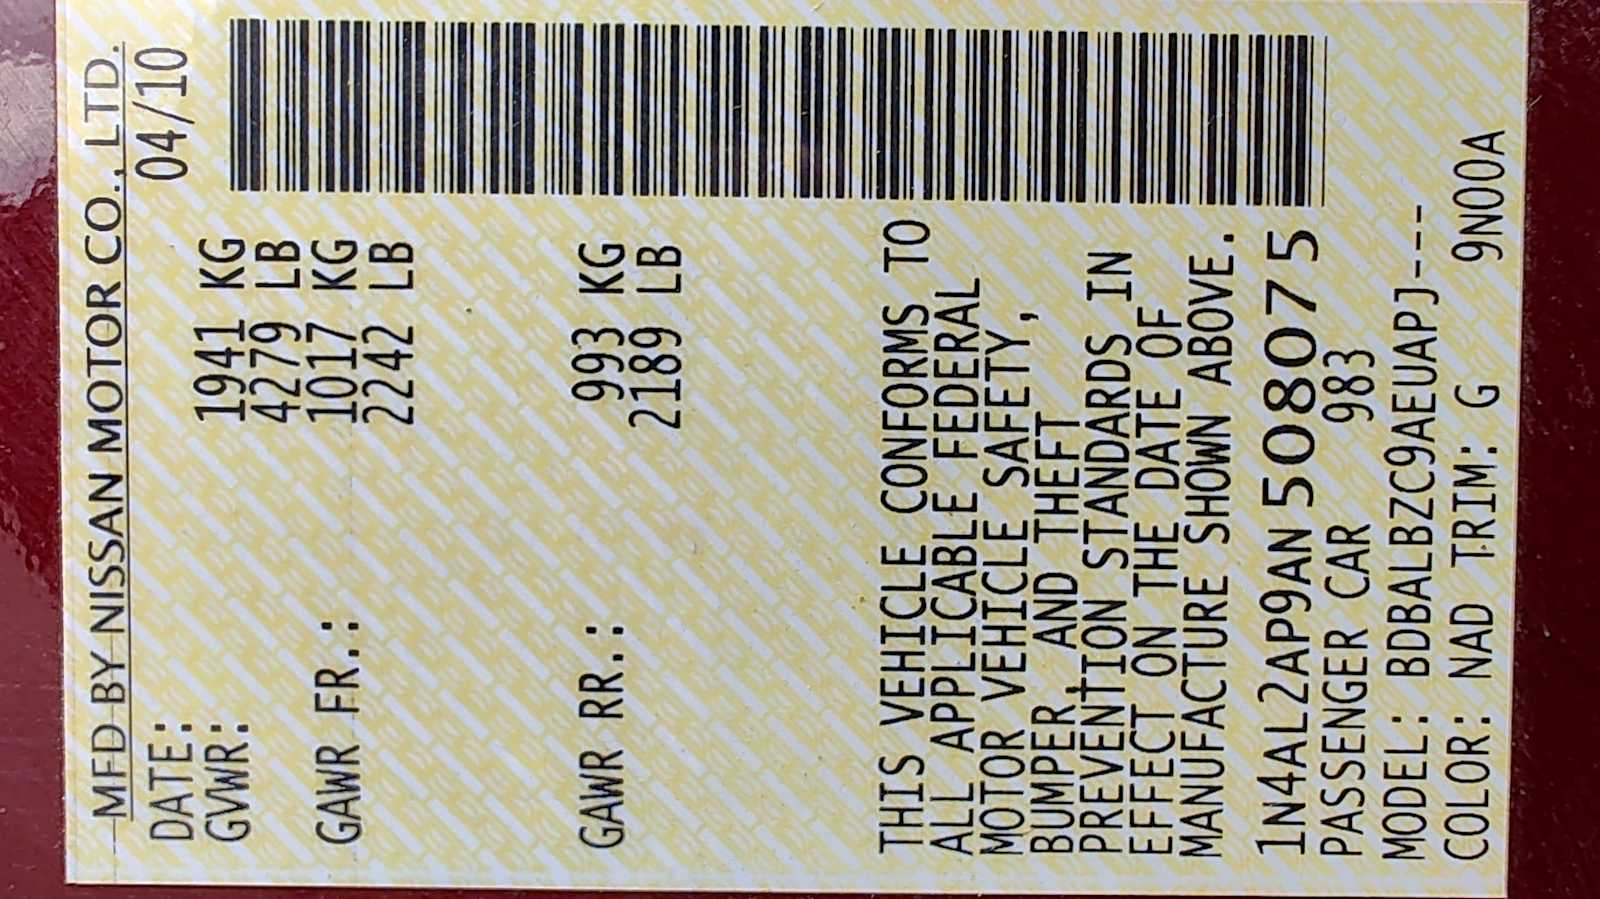 MFD BY NISSAN MOTOR CO., LTD.
DATE: 04/10
GVWR: 1941 KG
4279 LB
GAWR FR.: 1017 KG
2242 LB
GAWR RR.: 993 KG
2189 LB
THIS VEHICLE CONFORMS TO
ALL APPLICABLE FEDERAL
MOTOR VEHICLE SAFETY,
BUMPER, AND THEFT
PREVENTION STANDARDS IN
EFFECT ON THE DATE OF
MANUFACTURE SHOWN ABOVE.
1N4AL2AP9AN508075
PASSENGER CAR 983
MODEL: BDBALBZC9AEUAPJ---
COLOR: NAD TRIM: G 9N00A